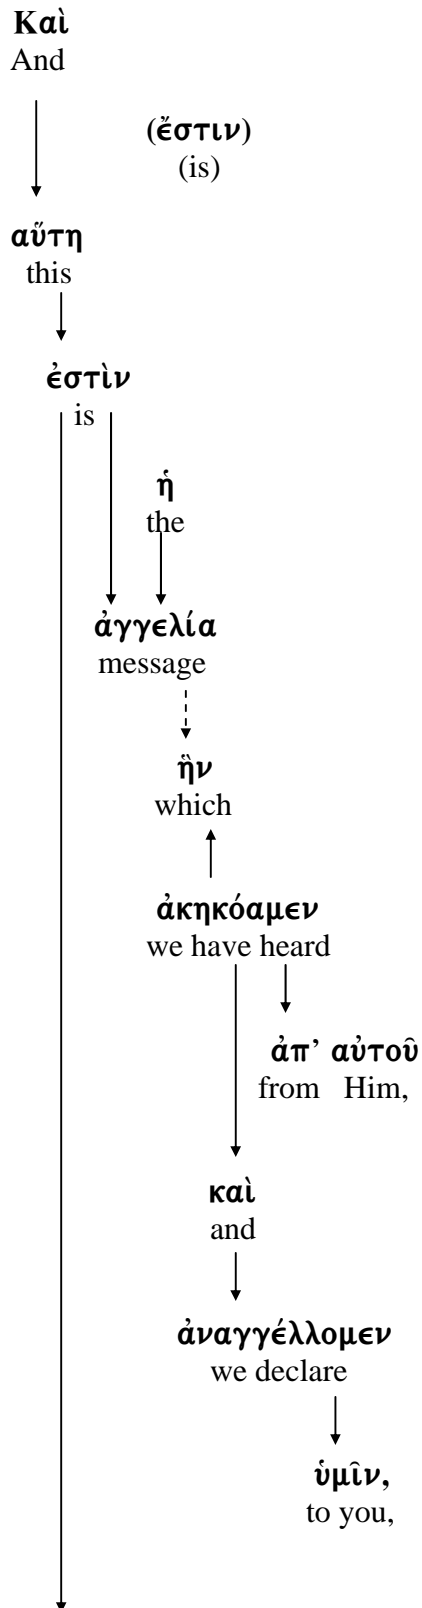 Καὶ
And
(ἔστιν)
(is)
αὕτη
this
ἐστὶν
is
ἡ
the
ἀγγελία
message
ἣν
which
ἀκηκόαμεν
we have heard
ἀπ’ αὐτοῦ
from Him,
καὶ
and
ἀναγγέλλομεν
we declare
ὑμῖν,
to you,